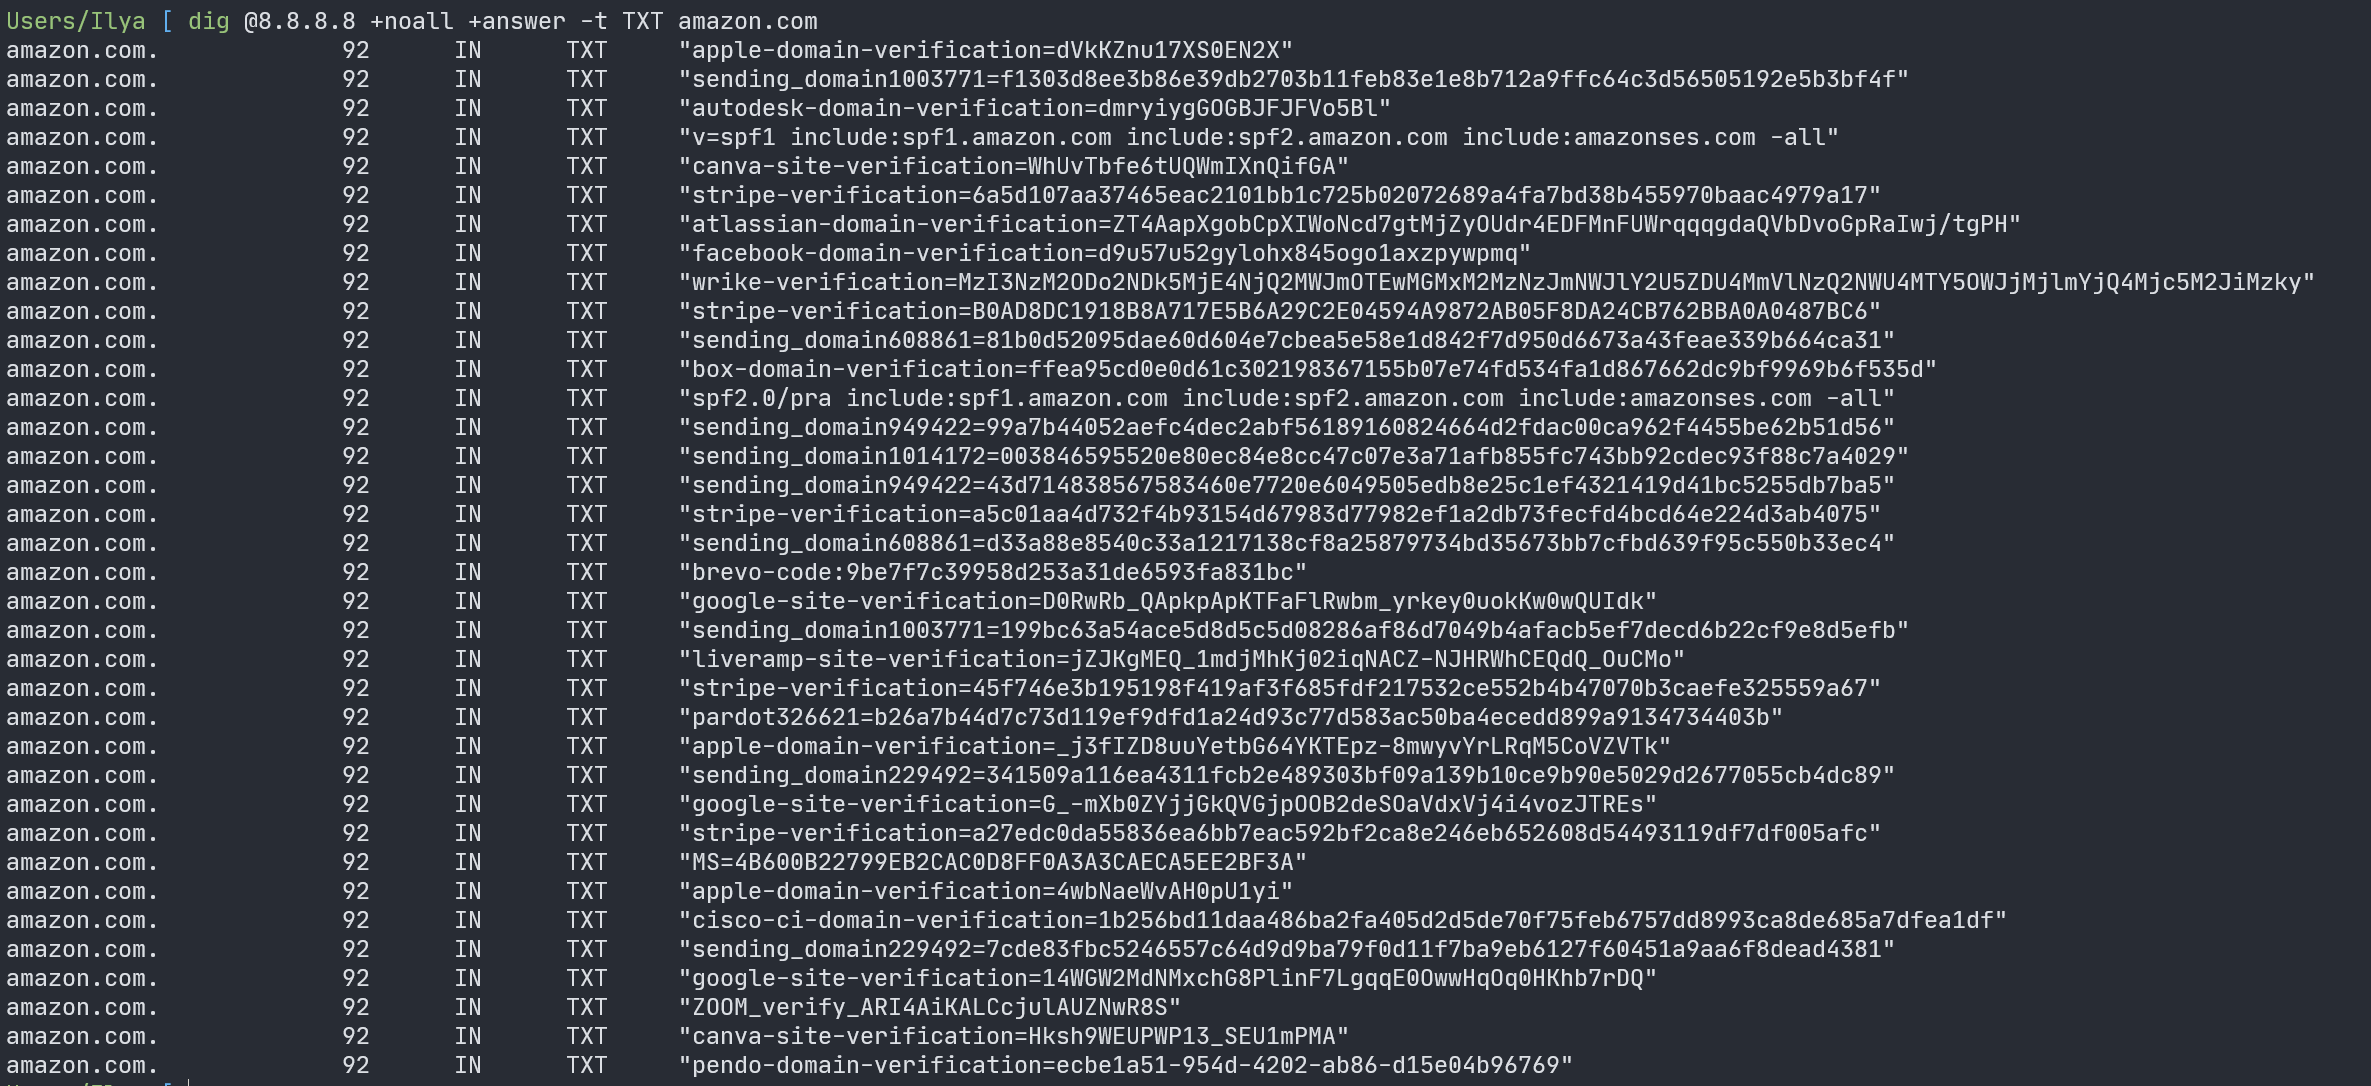 Users/Ilya [ dig @8.8.8.8 +noall +answer -t TXT amazon.com
amazon.com. 92 IN TXT "apple-domain-verification=dVkKZnu17XS0EN2X"
amazon.com. 92 IN TXT "sending_domain1003771=f1303d8ee3b86e39db2703b11feb83e1e8b712a9ffc64c3d56505192e5b3bf4f"
amazon.com. 92 IN TXT "autodesk-domain-verification=dmryiygGOGBJFJFVo5Bl"
amazon.com. 92 IN TXT "v=spf1 include:spf1.amazon.com include:spf2.amazon.com include:amazonses.com -all"
amazon.com. 92 IN TXT "canva-site-verification=WhUvTbfe6tUQWmIXnQifGA"
amazon.com. 92 IN TXT "stripe-verification=6a5d107aa37465eac2101bb1c725b02072689a4fa7bd38b455970baac4979a17"
amazon.com. 92 IN TXT "atlassian-domain-verification=ZT4AapXgobCpXIWoNcd7gtMjZyOUdr4EDFMnFUWrqqqgdaQVbDvoGpRaIwj/tgPH"
amazon.com. 92 IN TXT "facebook-domain-verification=d9u57u52gylohx845ogo1axzpywpmq"
amazon.com. 92 IN TXT "wrike-verification=MzI3NzM2ODo2NDk5MjE4NjQ2MWJmOTEwMGMxM2MzNzJmNWJlY2U5ZDU4MmVlNzQ2NWU4MTY5OWJjMjlmYjQ4Mjc5M2JiMzky"
amazon.com. 92 IN TXT "stripe-verification=B0AD8DC1918B8A717E5B6A29C2E04594A9872AB05F8DA24CB762BBA0A0487BC6"
amazon.com. 92 IN TXT "sending_domain608861=81b0d52095dae60d604e7cbea5e58e1d842f7d950d6673a43feae339b664ca31"
amazon.com. 92 IN TXT "box-domain-verification=ffea95cd0e0d61c302198367155b07e74fd534fa1d867662dc9bf9969b6f535d"
amazon.com. 92 IN TXT "spf2.0/pra include:spf1.amazon.com include:spf2.amazon.com include:amazonses.com -all"
amazon.com. 92 IN TXT "sending_domain949422=99a7b44052aefc4dec2abf56189160824664d2fdac00ca962f4455be62b51d56"
amazon.com. 92 IN TXT "sending_domain1014172=003846595520e80ec84e8cc47c07e3a71afb855fc743bb92cdec93f88c7a4029"
amazon.com. 92 IN TXT "sending_domain949422=43d714838567583460e7720e6049505edb8e25c1ef4321419d41bc5255db7ba5"
amazon.com. 92 IN TXT "stripe-verification=a5c01aa4d732f4b93154d67983d77982ef1a2db73fecfd4bcd64e224d3ab4075"
amazon.com. 92 IN TXT "sending_domain608861=d33a88e8540c33a1217138cf8a25879734bd35673bb7cfbd639f95c550b33ec4"
amazon.com. 92 IN TXT "brevo-code:9be7f7c39958d253a31de6593fa831bc"
amazon.com. 92 IN TXT "google-site-verification=D0RwRb_QApkpApKTFaFlRwbm_yrkey0uokKw0wQUIdk"
amazon.com. 92 IN TXT "sending_domain1003771=199bc63a54ace5d8d5c5d08286af86d7049b4afacb5ef7decd6b22cf9e8d5efb"
amazon.com. 92 IN TXT "liveramp-site-verification=jZJKgMEQ_1mdjMhKj02iqNACZ-NJHRWhCEQdQ_OuCMo"
amazon.com. 92 IN TXT "stripe-verification=45f746e3b195198f419af3f685fdf217532ce552b4b47070b3caefe325559a67"
amazon.com. 92 IN TXT "pardot326621=b26a7b44d7c73d119ef9dfd1a24d93c77d583ac50ba4ecedd899a9134734403b"
amazon.com. 92 IN TXT "apple-domain-verification=_j3fIZD8uuYetbG64YKTEpz-8mwyvYrLRqM5CoVZVTk"
amazon.com. 92 IN TXT "sending_domain229492=341509a116ea4311fcb2e489303bf09a139b10ce9b90e5029d2677055cb4dc89"
amazon.com. 92 IN TXT "google-site-verification=G_-mXb0ZYjjGkQVGjpOOB2deSOaVdxVj4i4vozJTREs"
amazon.com. 92 IN TXT "stripe-verification=a27edc0da55836ea6bb7eac592bf2ca8e246eb652608d54493119df7df005afc"
amazon.com. 92 IN TXT "MS=4B600B22799EB2CAC0D8FF0A3A3CAECA5EE2BF3A"
amazon.com. 92 IN TXT "apple-domain-verification=4wbNaeWvAH0pU1yi"
amazon.com. 92 IN TXT "cisco-ci-domain-verification=1b256bd11daa486ba2fa405d2d5de70f75feb6757dd8993ca8de685a7dfea1df"
amazon.com. 92 IN TXT "sending_domain229492=7cde83fbc5246557c64d9d9ba79f0d11f7ba9eb6127f60451a9aa6f8dead4381"
amazon.com. 92 IN TXT "google-site-verification=14WGW2MdNMxchG8PlinF7LgqqE0OwwHqOq0HKhb7rDQ"
amazon.com. 92 IN TXT "ZOOM_verify_ARI4AiKALCcjulAUZNwR8S"
amazon.com. 92 IN TXT "canva-site-verification=Hksh9WEUPWP13_SEU1mPMA"
amazon.com. 92 IN TXT "pendo-domain-verification=ecbe1a51-954d-4202-ab86-d15e04b96769"